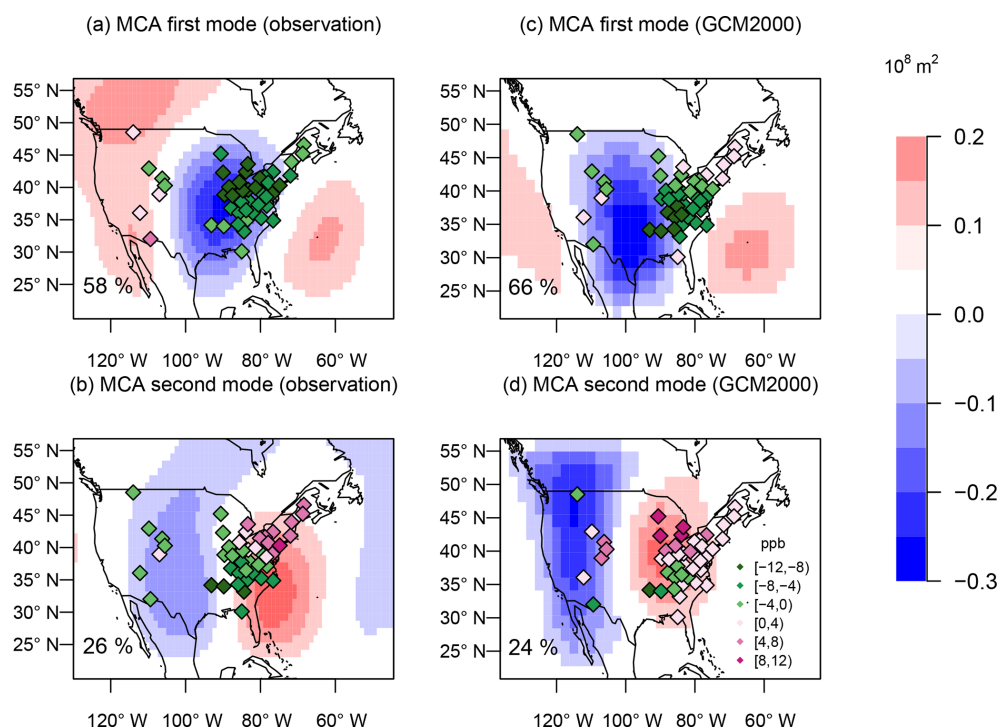 (a) MCA first mode (observation)
(c) MCA first mode (GCM2000)
10⁸ m²
55° N
50° N
45° N
40° N
35° N
30° N
25° N
58 %
120° W 100° W 80° W 60° W
55° N
50° N
45° N
40° N
35° N
30° N
25° N
66 %
120° W 100° W 80° W 60° W
0.2
0.1
0.0
−0.1
−0.2
−0.3
(b) MCA second mode (observation)
(d) MCA second mode (GCM2000)
55° N
50° N
45° N
40° N
35° N
30° N
25° N
26 %
120° W 100° W 80° W 60° W
55° N
50° N
45° N
40° N
35° N
30° N
25° N
24 %
120° W 100° W 80° W 60° W
ppb
[−12,−8)
[−8,−4)
[−4,0)
[0,4)
[4,8)
[8,12)